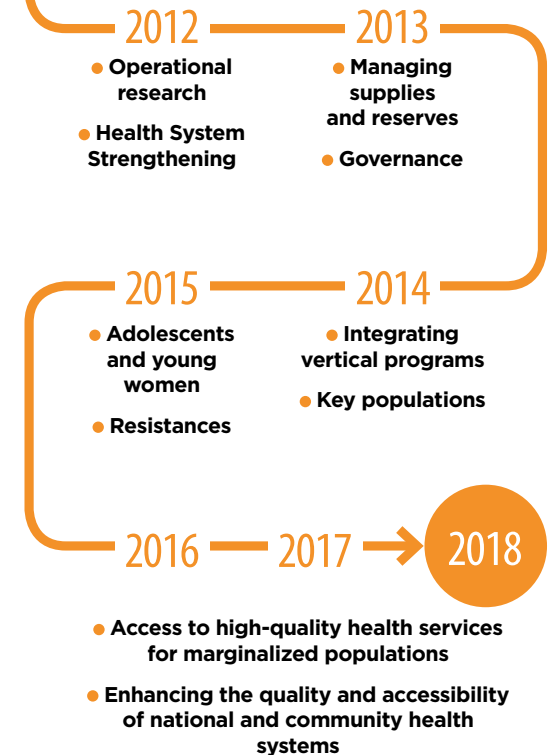 2012
● Operational
research
● Health System
Strengthening
2013
● Managing
supplies
and reserves
● Governance
2014
● Integrating
vertical programs
● Key populations
2015
● Adolescents
and young
women
● Resistances
2016
2017
2018
● Access to high-quality health services
for marginalized populations
● Enhancing the quality and accessibility
of national and community health
systems